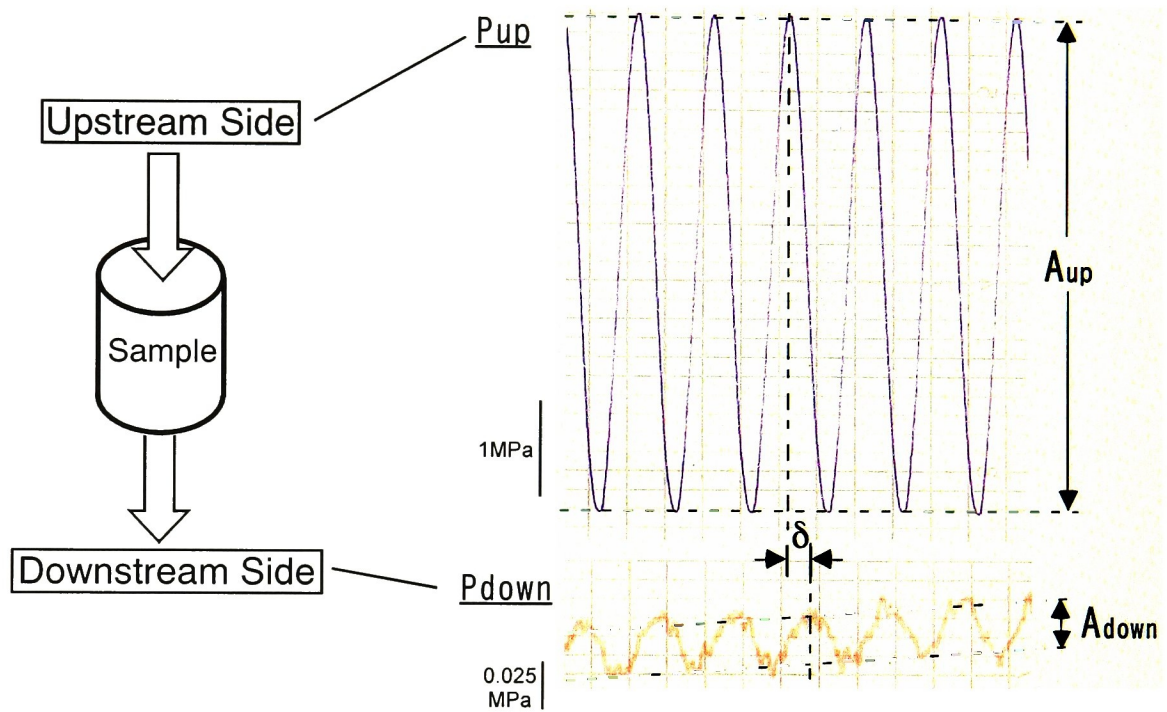 Pup
Upstream Side
Sample
Downstream Side
Pdown
1MPa
0.025
MPa
Aup
δ
Adown